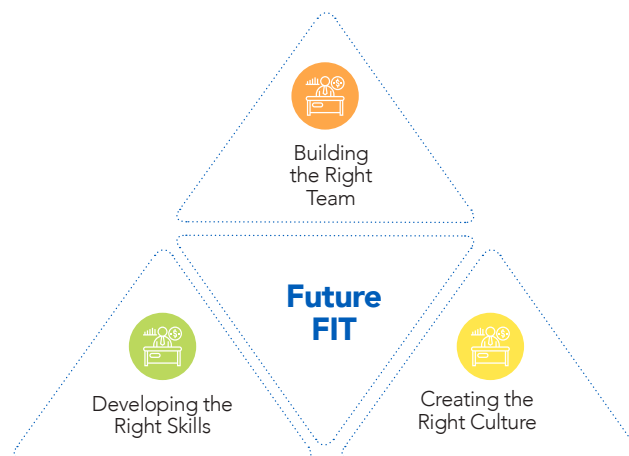 Building
the Right
Team
Future
FIT
Developing the
Right Skills
Creating the
Right Culture